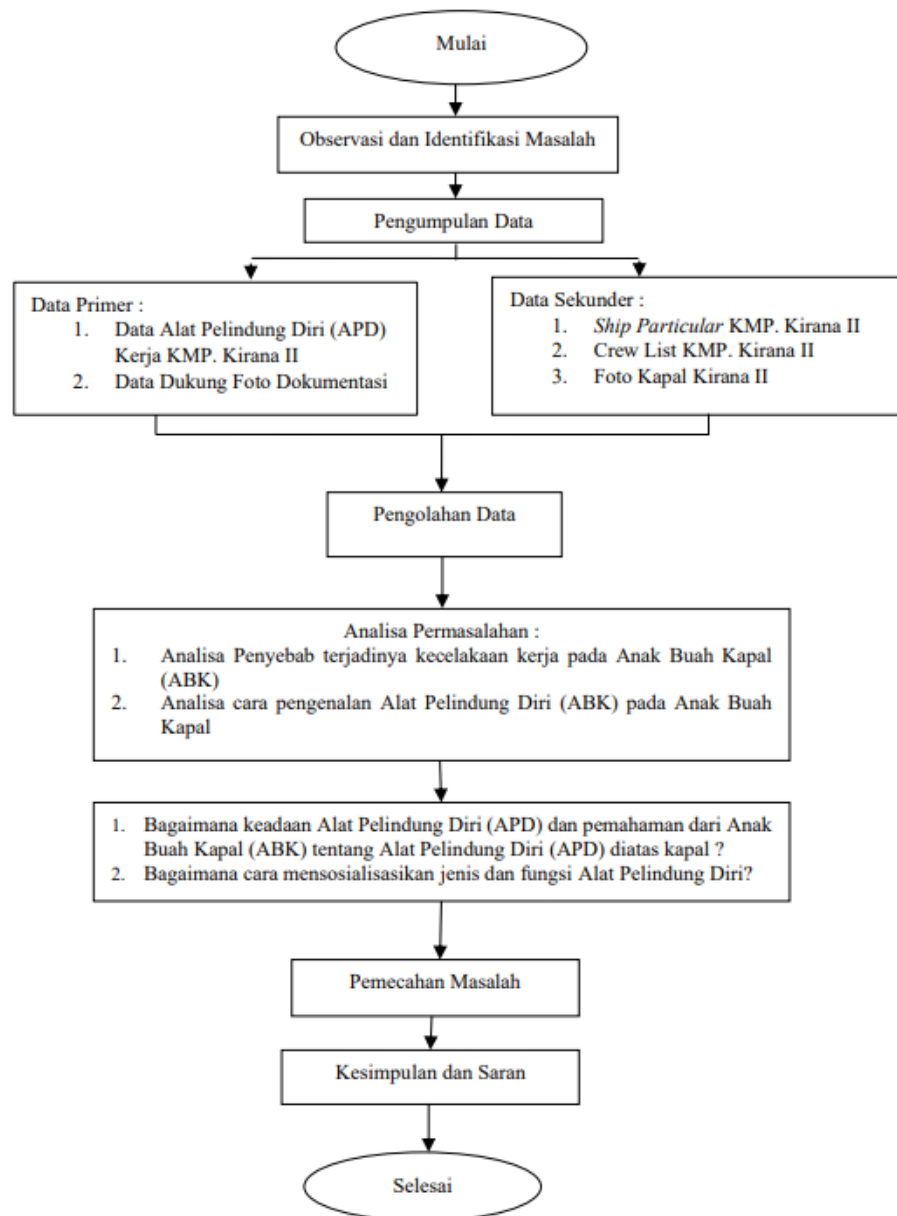 Mulai
Observasi dan Identifikasi Masalah
Pengumpulan Data
Data Primer :
1. Data Alat Pelindung Diri (APD)
Kerja KMP. Kirana II
2. Data Dukung Foto Dokumentasi
Data Sekunder :
1. Ship Particular KMP. Kirana II
2. Crew List KMP. Kirana II
3. Foto Kapal Kirana II
Pengolahan Data
Analisa Permasalahan :
1. Analisa Penyebab terjadinya kecelakaan kerja pada Anak Buah Kapal
(ABK)
2. Analisa cara pengenalan Alat Pelindung Diri (ABK) pada Anak Buah
Kapal
1. Bagaimana keadaan Alat Pelindung Diri (APD) dan pemahaman dari Anak
Buah Kapal (ABK) tentang Alat Pelindung Diri (APD) diatas kapal ?
2. Bagaimana cara mensosialisasikan jenis dan fungsi Alat Pelindung Diri?
Pemecahan Masalah
Kesimpulan dan Saran
Selesai